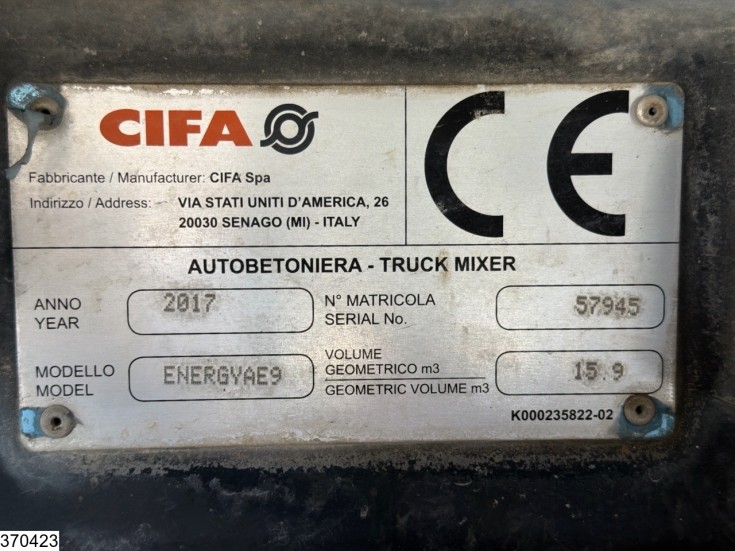 CIFA
CE
Fabbricante / Manufacturer: CIFA Spa
Indirizzo / Address: VIA STATI UNITI D'AMERICA, 26
20030 SENAGO (MI) - ITALY
AUTOBETONIERA - TRUCK MIXER
ANNO
YEAR
2017
N° MATRICOLA
SERIAL No.
57945
MODELLO
MODEL
ENERGYAE9
VOLUME
GEOMETRICO m3
GEOMETRIC VOLUME m3
15.9
K000235822-02
370423